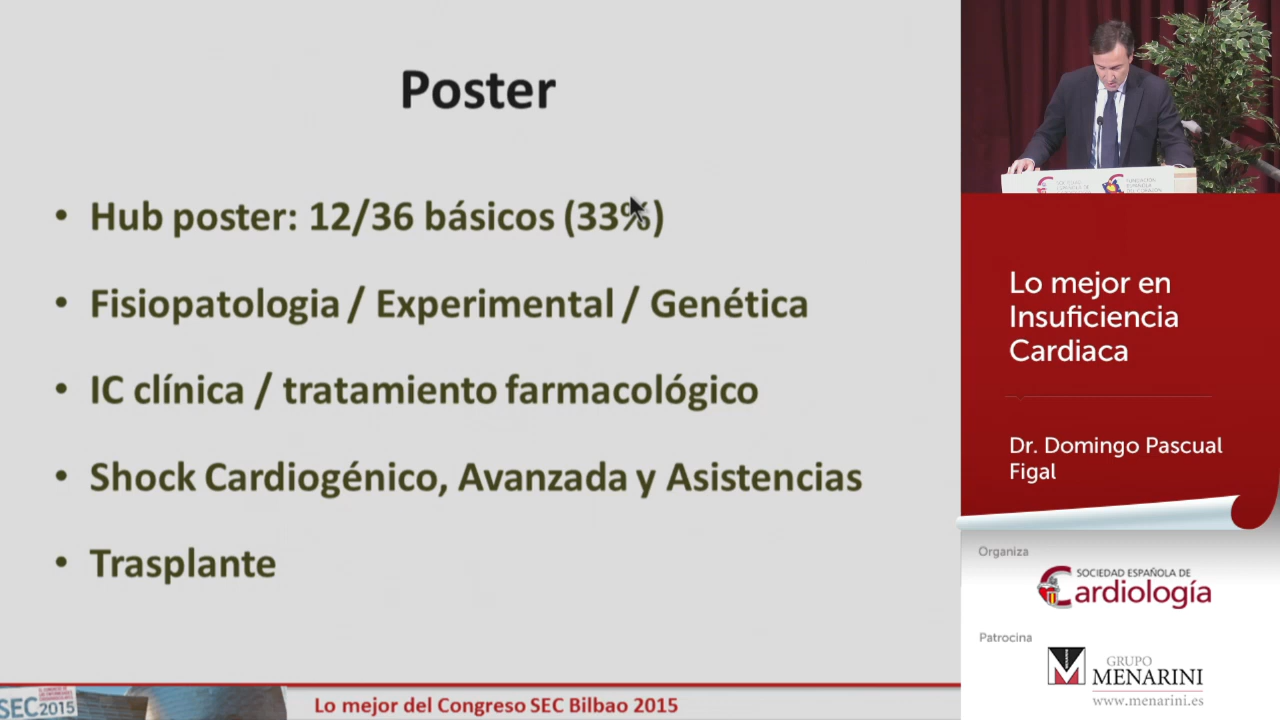 Poster
• Hub poster: 12/36 básicos (33%)
• Fisiopatologia / Experimental / Genética
• IC clínica / tratamiento farmacológico
• Shock Cardiogénico, Avanzada y Asistencias
• Trasplante
SEC2015
Lo mejor del Congreso SEC Bilbao 2015
Lo mejor en
Insuficiencia
Cardiaca
Dr. Domingo Pascual
Figal
Organiza
SOCIEDAD ESPAÑOLA DE
Cardiología
Patrocina
GRUPO
MENARINI
www.menarini.es